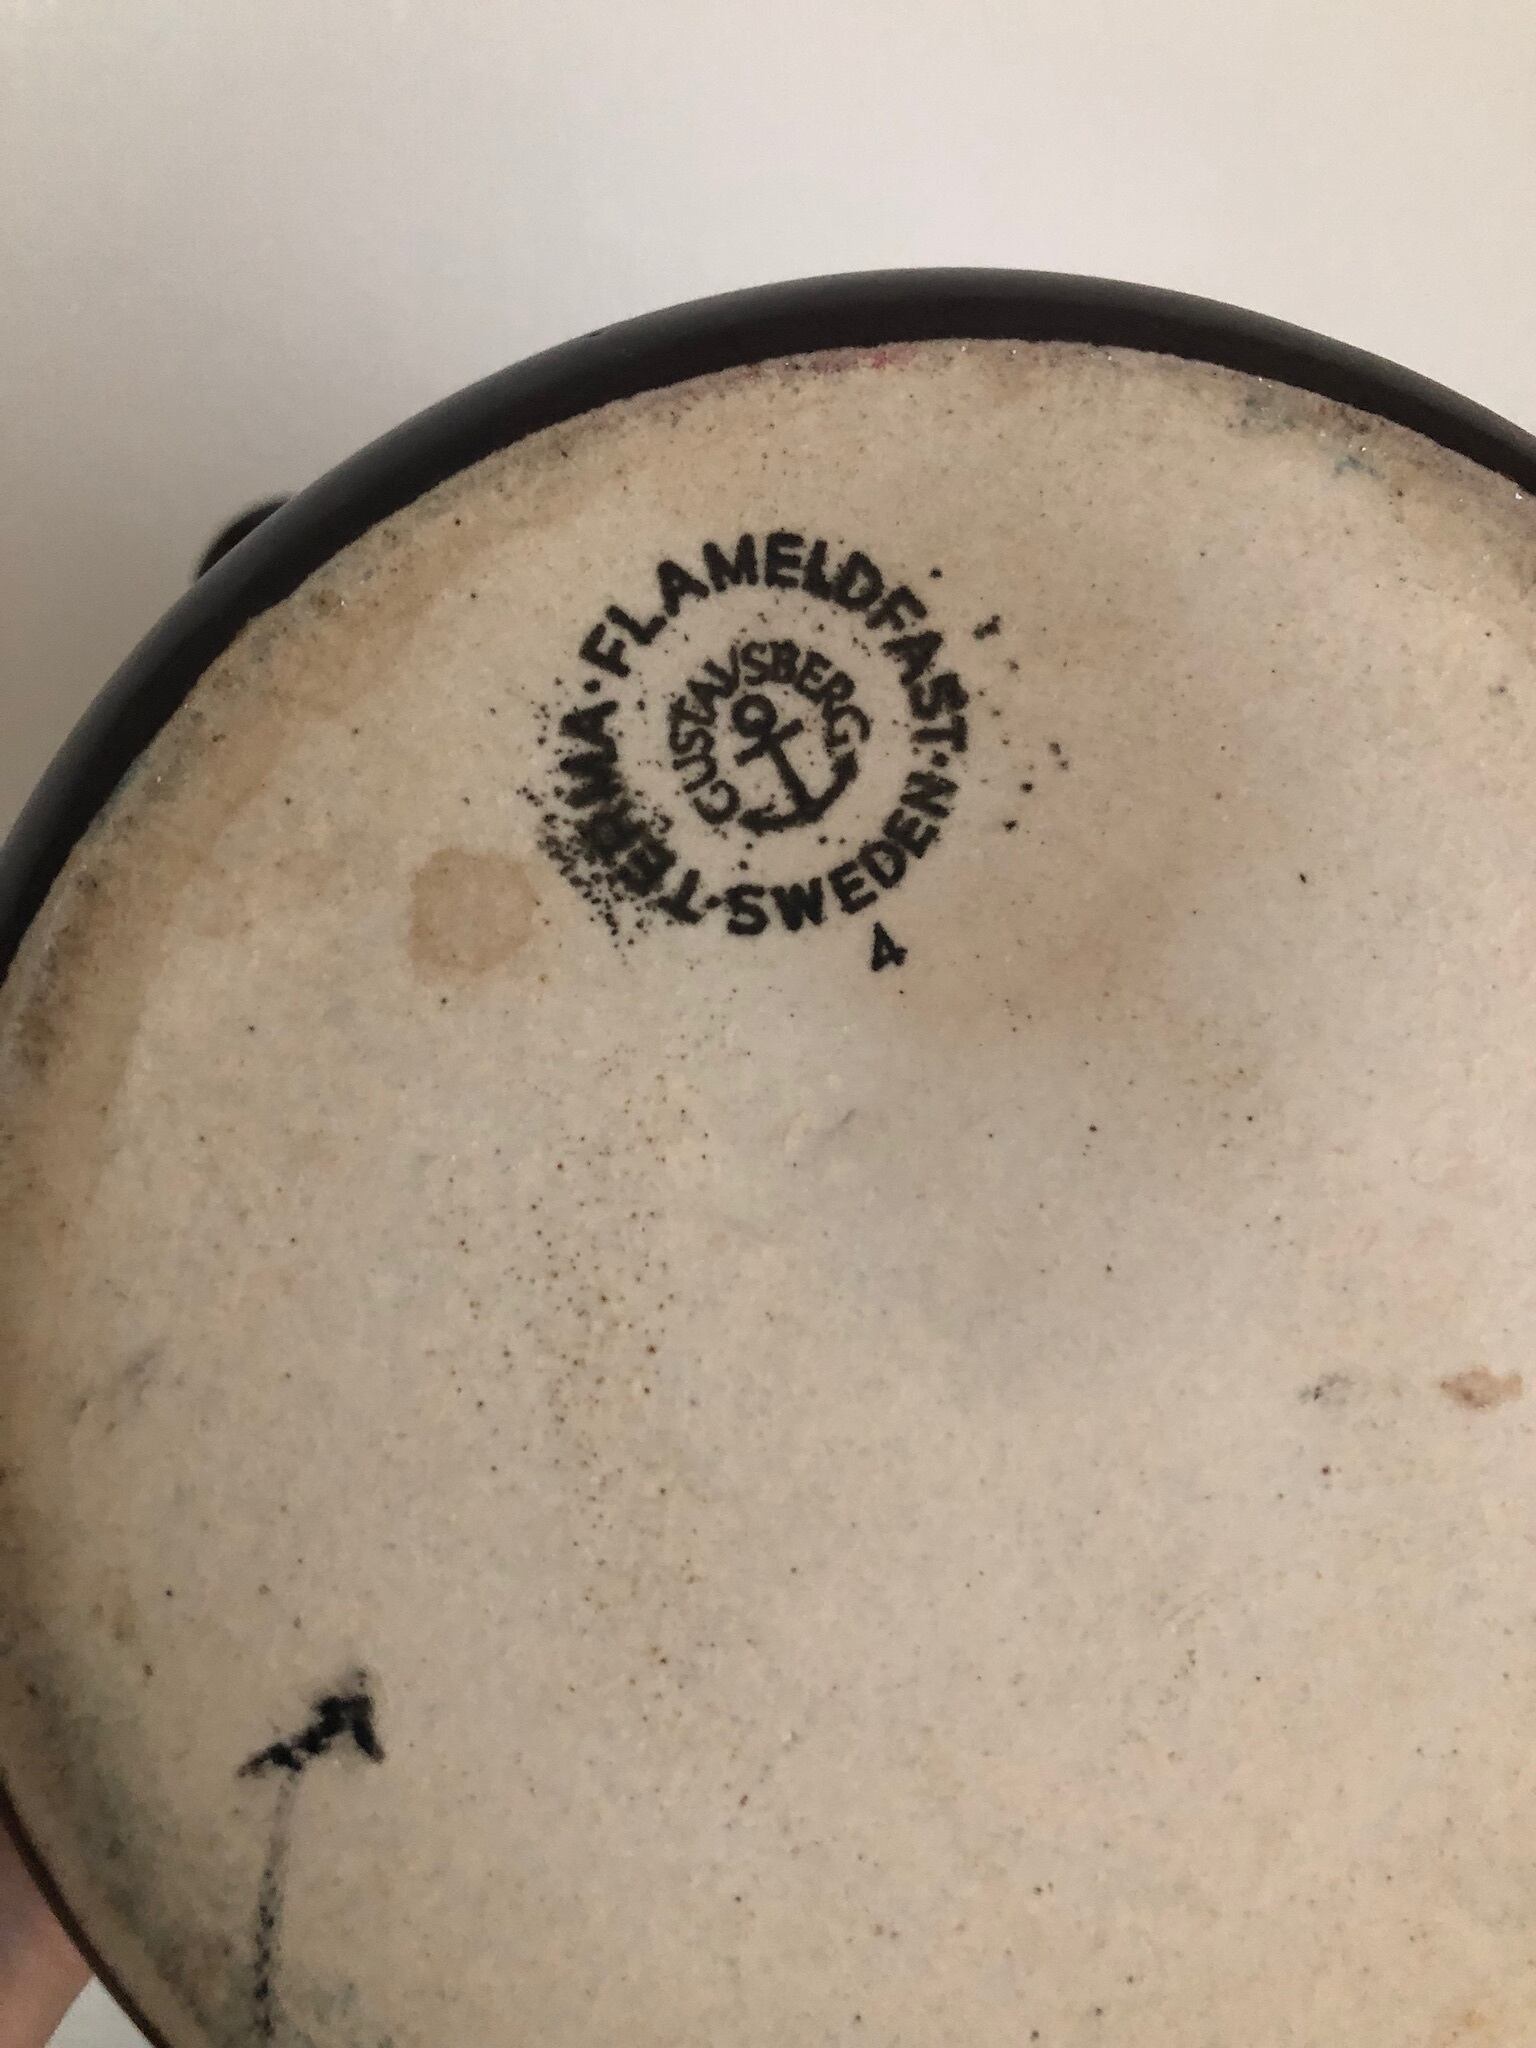 TERMA · FLAMELDFAST · SWEDEN ·
GUSTAVSBERG
4